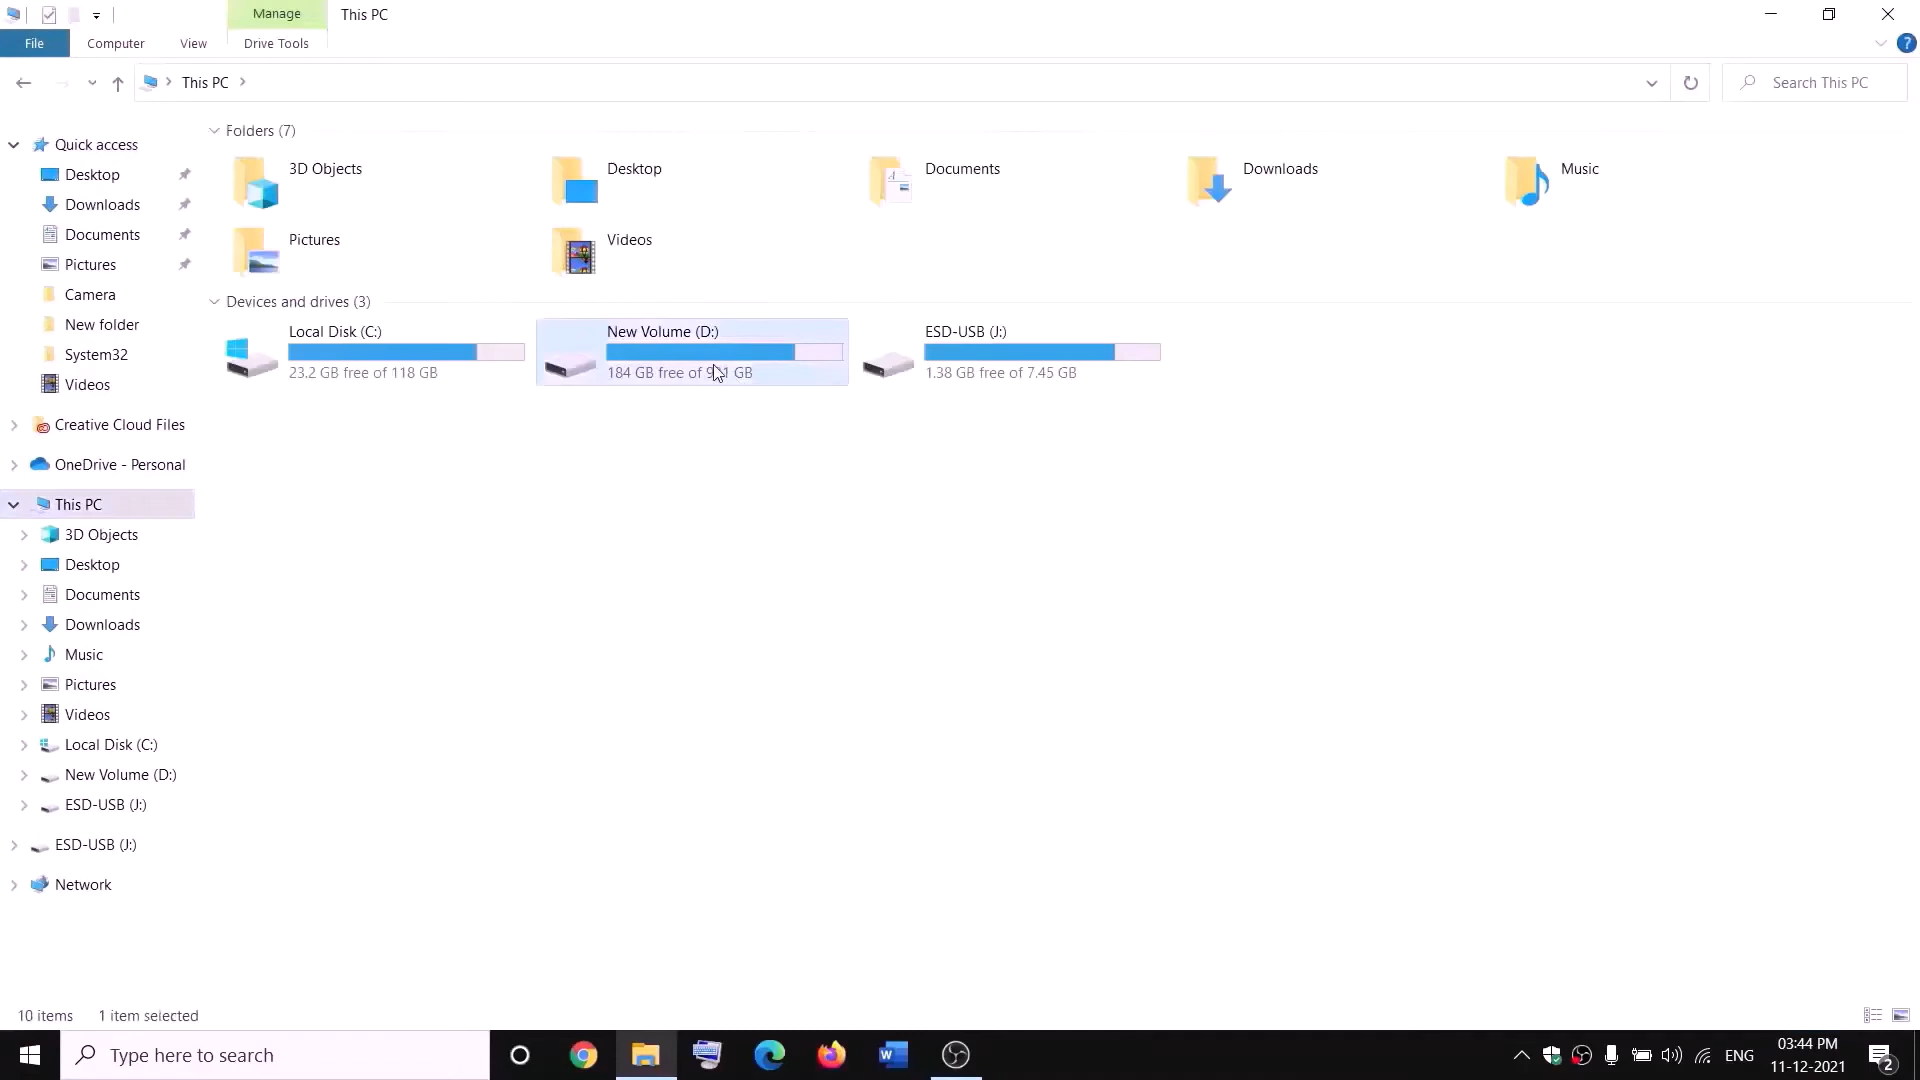 Manage
This PC
File
Computer
View
Drive Tools
This PC
Search This PC
Quick access
Desktop
Downloads
Documents
Pictures
Camera
New folder
System32
Videos
Creative Cloud Files
OneDrive - Personal
This PC
3D Objects
Desktop
Documents
Downloads
Music
Pictures
Videos
Local Disk (C:)
New Volume (D:)
ESD-USB (J:)
ESD-USB (J:)
Network
Folders (7)
3D Objects
Desktop
Documents
Downloads
Music
Pictures
Videos
Devices and drives (3)
Local Disk (C:)
23.2 GB free of 118 GB
New Volume (D:)
184 GB free of GB
ESD-USB (J:)
1.38 GB free of 7.45 GB
10 items 1 item selected
Type here to search
ENG
03:44 PM
11-12-2021
2